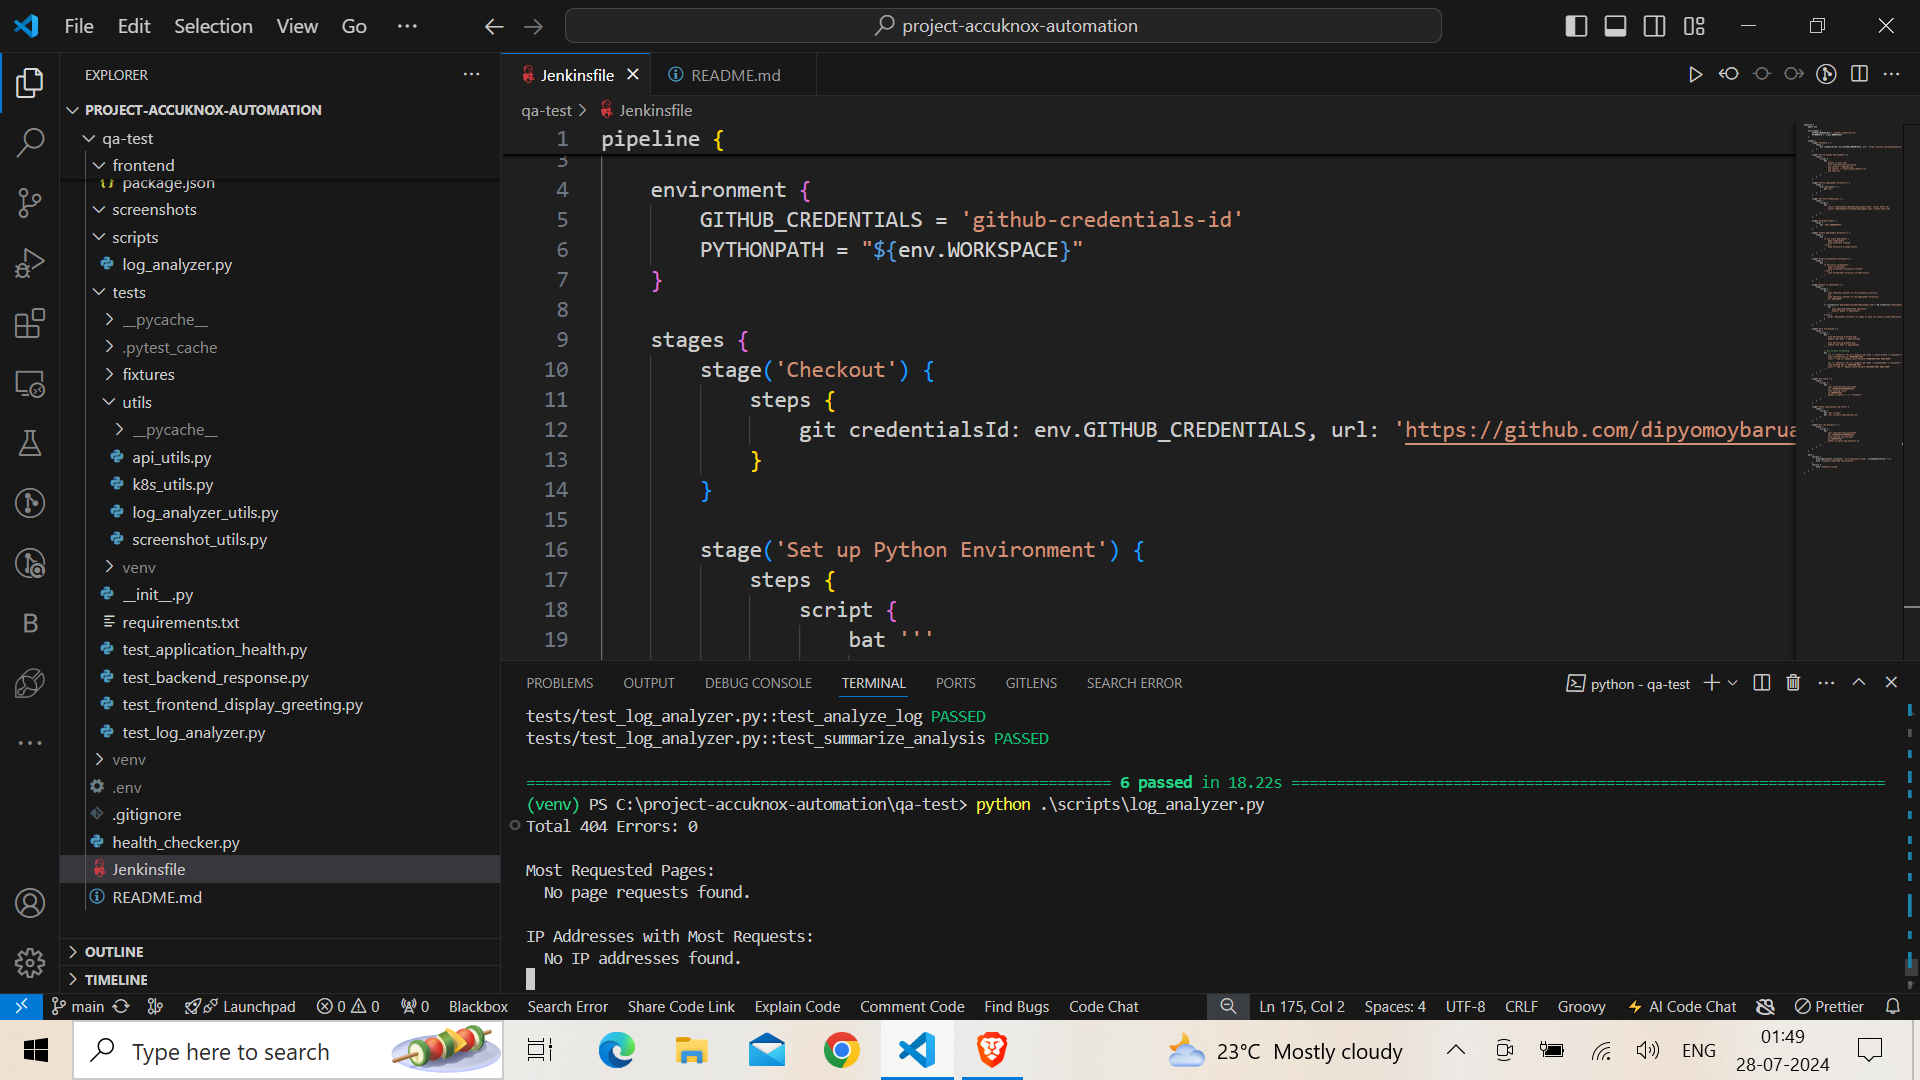 File Edit Selection View Go ···
project-accuknox-automation
EXPLORER
PROJECT-ACCUKNOX-AUTOMATION
qa-test
frontend
package.json
screenshots
scripts
log_analyzer.py
tests
__pycache__
.pytest_cache
fixtures
utils
__pycache__
api_utils.py
k8s_utils.py
log_analyzer_utils.py
screenshot_utils.py
venv
__init__.py
requirements.txt
test_application_health.py
test_backend_response.py
test_frontend_display_greeting.py
test_log_analyzer.py
venv
.env
.gitignore
health_checker.py
Jenkinsfile
README.md
OUTLINE
TIMELINE
Jenkinsfile README.md
qa-test > Jenkinsfile
1 pipeline {
3
4 environment {
5 GITHUB_CREDENTIALS = 'github-credentials-id'
6 PYTHONPATH = "${env.WORKSPACE}"
7 }
8
9 stages {
10 stage('Checkout') {
11 steps {
12 git credentialsId: env.GITHUB_CREDENTIALS, url: 'https://github.com/dipyomoybarua
13 }
14 }
15
16 stage('Set up Python Environment') {
17 steps {
18 script {
19 bat '''
PROBLEMS OUTPUT DEBUG CONSOLE TERMINAL PORTS GITLENS SEARCH ERROR
python - qa-test
tests/test_log_analyzer.py::test_analyze_log PASSED
tests/test_log_analyzer.py::test_summarize_analysis PASSED
6 passed in 18.22s
(venv) PS C:\project-accuknox-automation\qa-test> python .\scripts\log_analyzer.py
Total 404 Errors: 0
Most Requested Pages:
No page requests found.
IP Addresses with Most Requests:
No IP addresses found.
main Launchpad 0 0 0 Blackbox Search Error Share Code Link Explain Code Comment Code Find Bugs Code Chat Ln 175, Col 2 Spaces: 4 UTF-8 CRLF Groovy AI Code Chat Prettier
Type here to search
23°C Mostly cloudy
ENG
01:49
28-07-2024